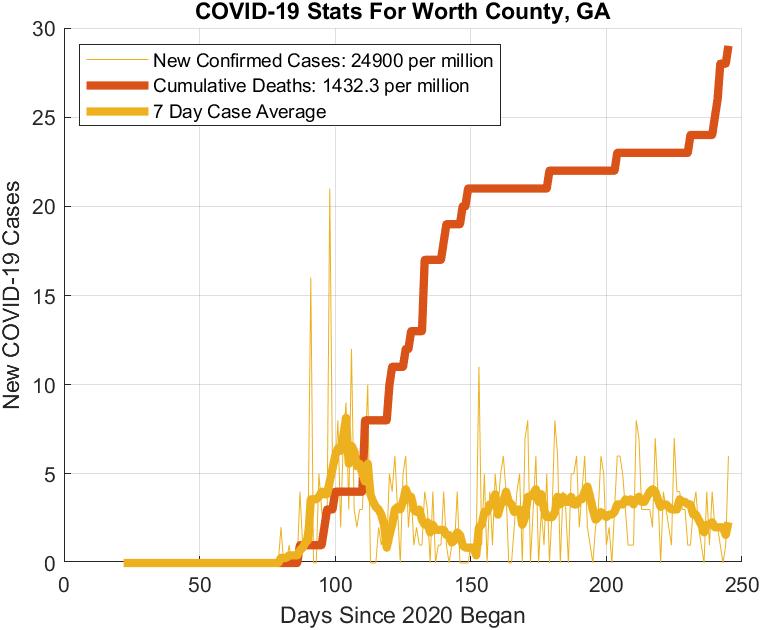 COVID-19 Stats For Worth County, GA
New Confirmed Cases: 24900 per million
Cumulative Deaths: 1432.3 per million
7 Day Case Average
New COVID-19 Cases
30
25
20
15
10
5
0
0 50 100 150 200 250
Days Since 2020 Began